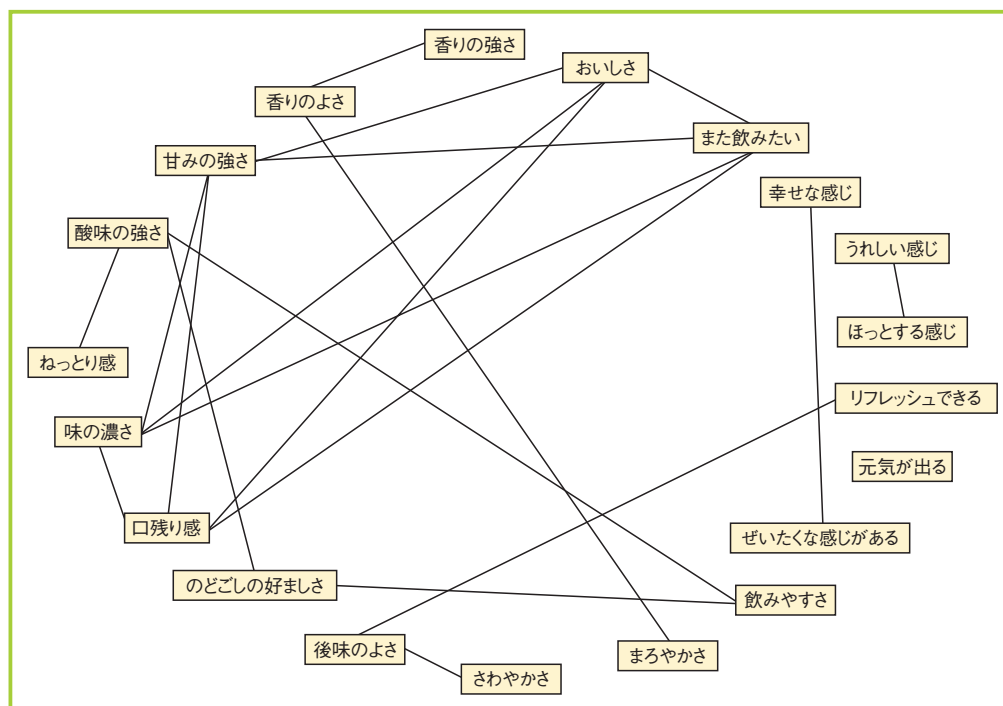 香りの強さ
おいしさ
香りのよさ
また飲みたい
甘みの強さ
幸せな感じ
酸味の強さ
うれしい感じ
ほっとする感じ
ねっとり感
リフレッシュできる
味の濃さ
元気が出る
口残り感
ぜいたくな感じがある
のどごしの好ましさ
飲みやすさ
後味のよさ
まろやかさ
さわやかさ